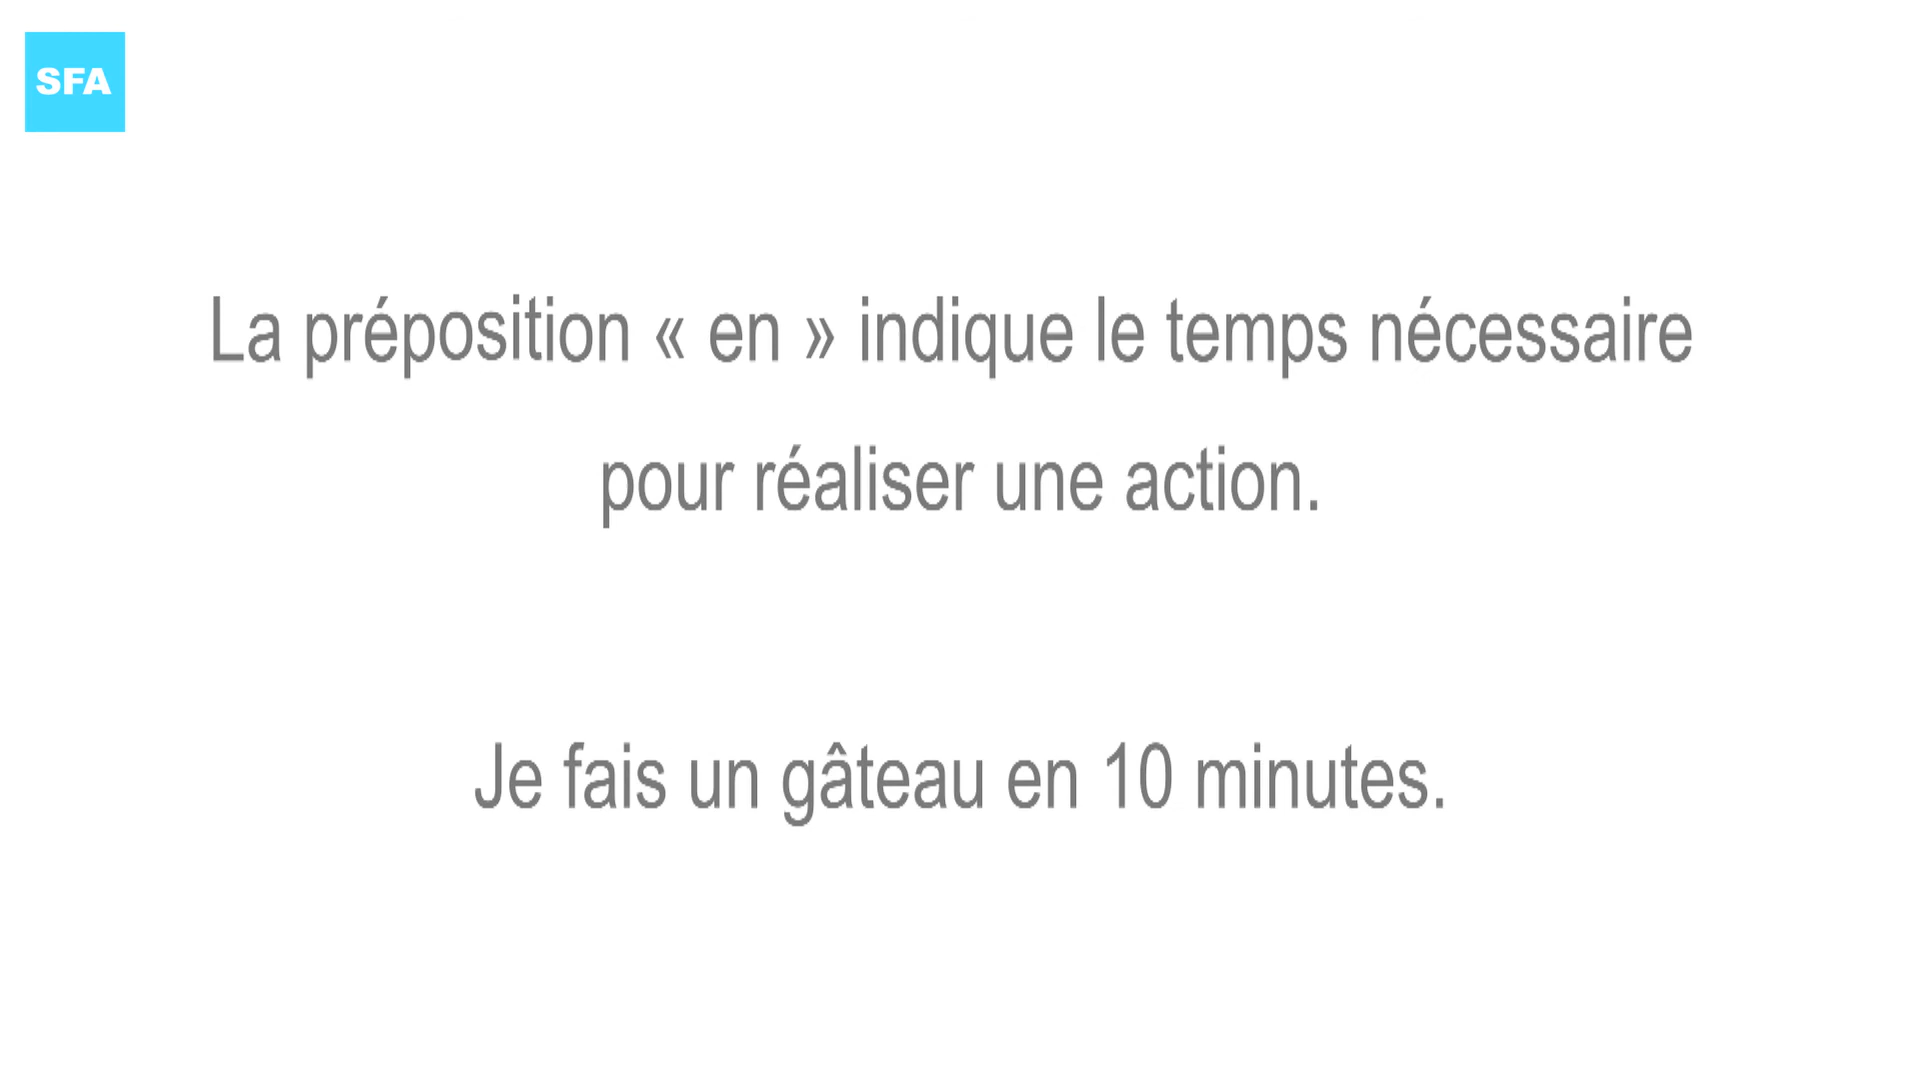 SFA
La préposition « en » indique le temps nécessaire
pour réaliser une action.
Je fais un gâteau en 10 minutes.